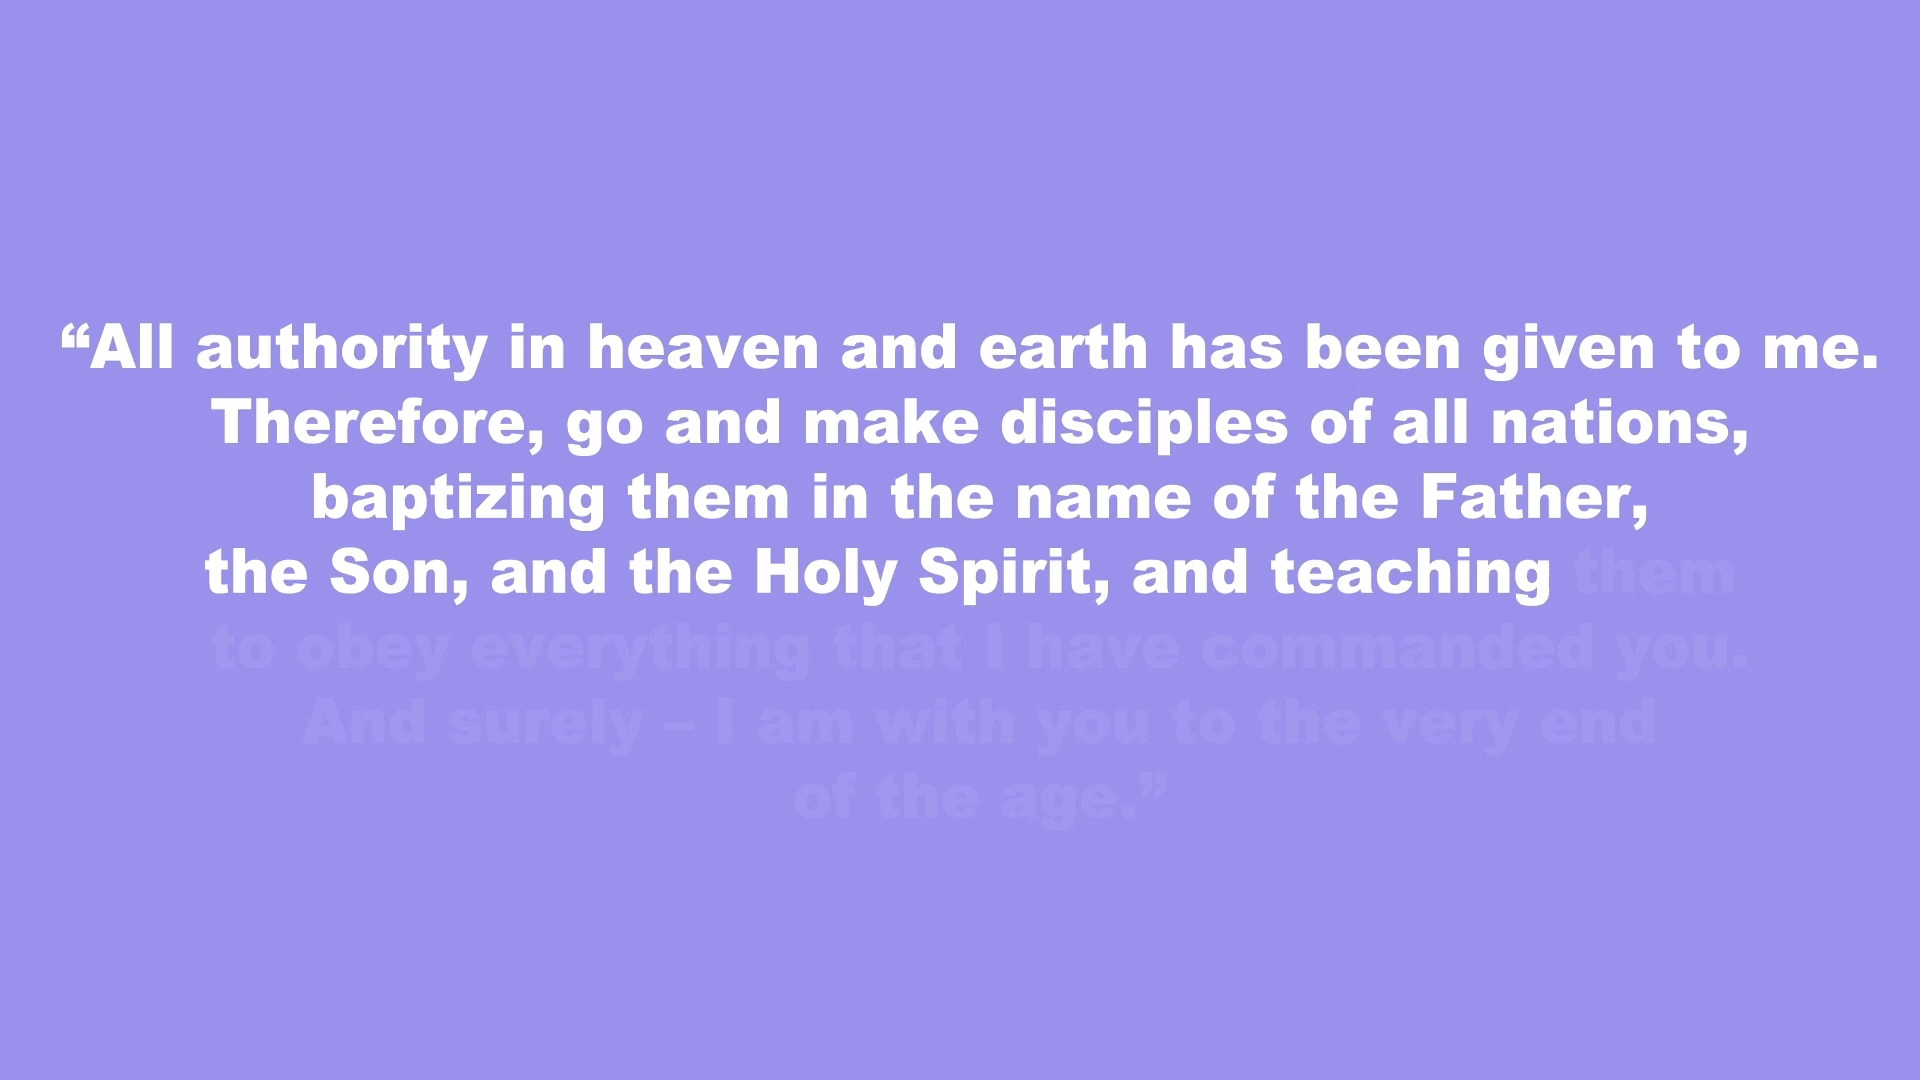 “All authority in heaven and earth has been given to me.
Therefore, go and make disciples of all nations,
baptizing them in the name of the Father,
the Son, and the Holy Spirit, and teaching them
to obey everything that I have commanded you.
And surely – I am with you to the very end
of the age.”